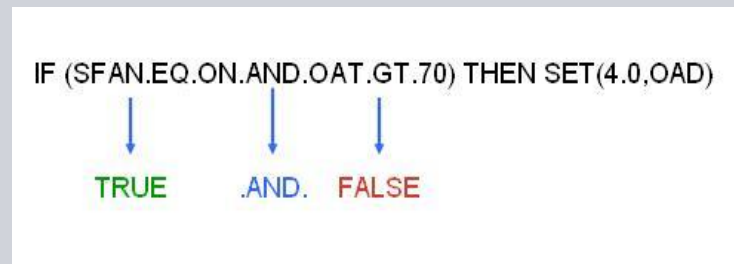 IF (SFAN.EQ.ON.AND.OAT.GT.70) THEN SET(4.0,OAD)
TRUE .AND. FALSE